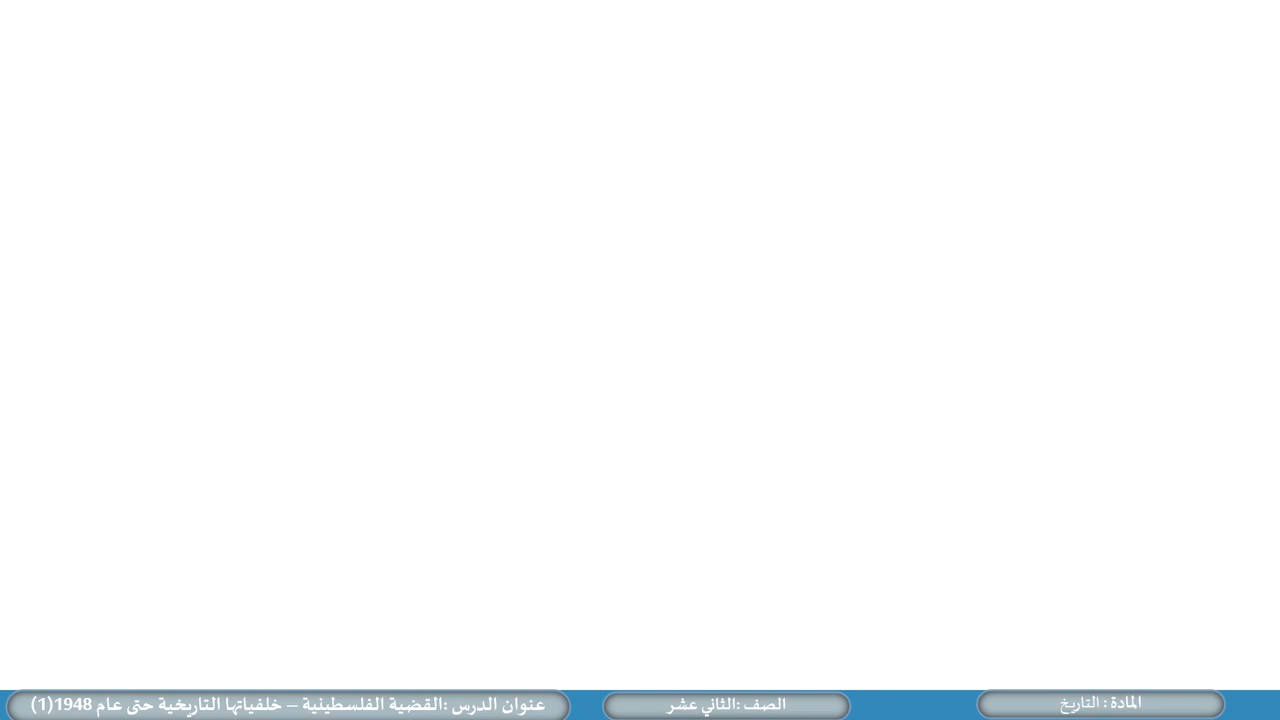 المادة : التاريخ
الصف :الثاني عشر
عنوان الدرس :القضية الفلسطينية – خلفياتها التاريخية حتى عام 1948(1)